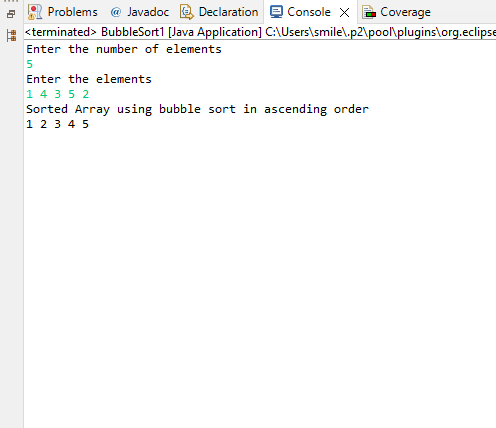 Problems @ Javadoc Declaration Console Coverage
<terminated> BubbleSort1 [Java Application] C:\Users\smile\.p2\pool\plugins\org.eclipse
Enter the number of elements
5
Enter the elements
1 4 3 5 2
Sorted Array using bubble sort in ascending order
1 2 3 4 5